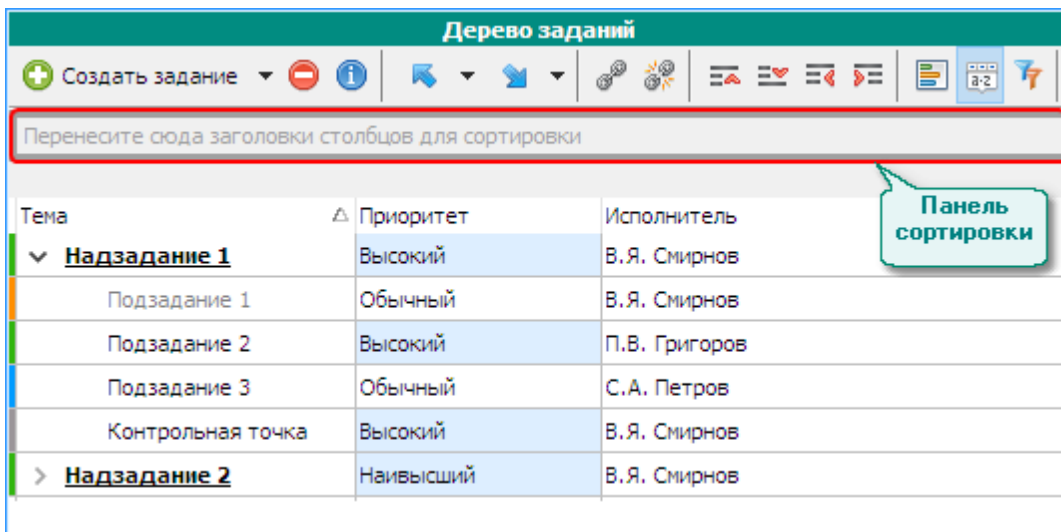 Дерево заданий
Создать задание
a-z
Перенесите сюда заголовки столбцов для сортировки
Панель
сортировки
Тема Приоритет Исполнитель
Надзадание 1 Высокий В.Я. Смирнов
Подзадание 1 Обычный В.Я. Смирнов
Подзадание 2 Высокий П.В. Григоров
Подзадание 3 Обычный С.А. Петров
Контрольная точка Высокий В.Я. Смирнов
Надзадание 2 Наивысший В.Я. Смирнов